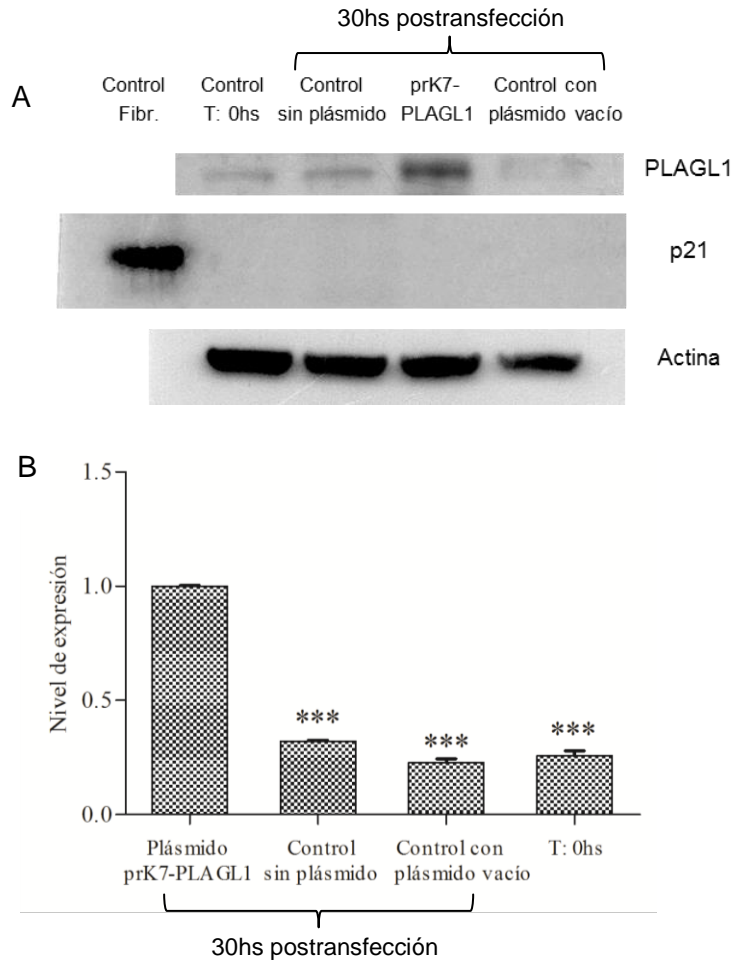 30hs postransfección
A
Control Control Control prK7- Control con
Fibr. T: 0hs sin plásmido PLAGL1 plásmido vacío
PLAGL1
p21
Actina
B
1.5
1.0
0.5
0.0
Nivel de expresión
***
***
***
Plásmido Control Control con T: 0hs
prK7-PLAGL1 sin plásmido plásmido vacío
30hs postransfección